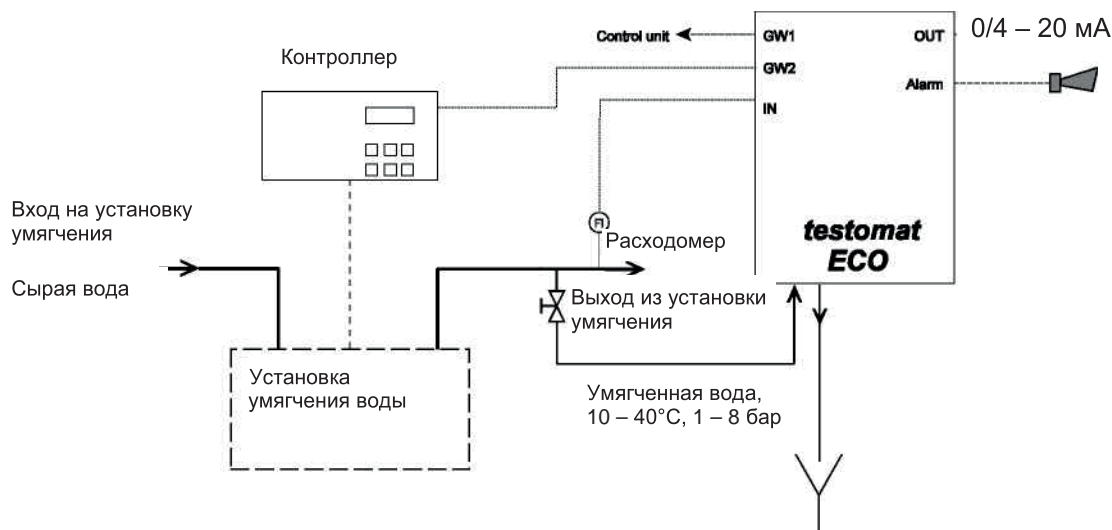 Control unit
GW1
OUT
0/4 – 20 мА
Контроллер
GW2
Alarm
IN
Вход на установку
умягчения
FI
Расходомер
testomat
ECO
Сырая вода
Выход из установки
умягчения
Установка
умягчения воды
Умягченная вода,
10 – 40°C, 1 – 8 бар